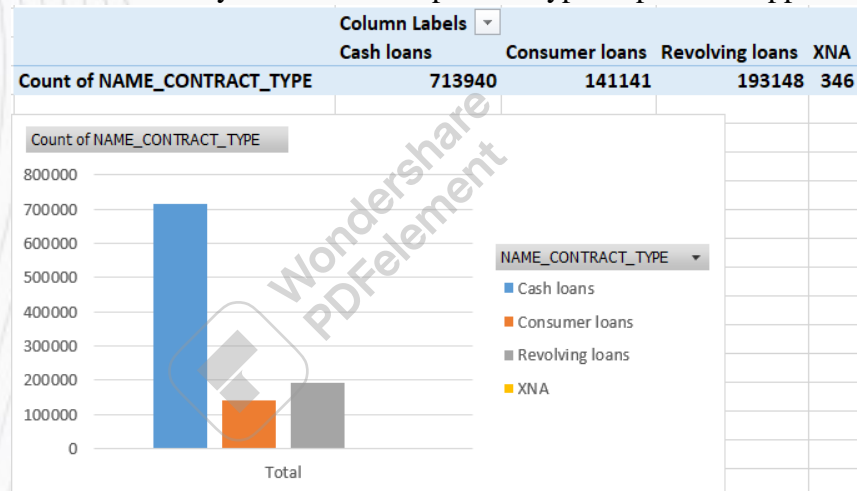 Column Labels
Cash loans Consumer loans Revolving loans XNA
Count of NAME_CONTRACT_TYPE 713940 141141 193148 346
Count of NAME_CONTRACT_TYPE
800000
700000
600000
500000
400000
300000
200000
100000
0
Total
NAME_CONTRACT_TYPE
Cash loans
Consumer loans
Revolving loans
XNA
Wondershare
PDFelement